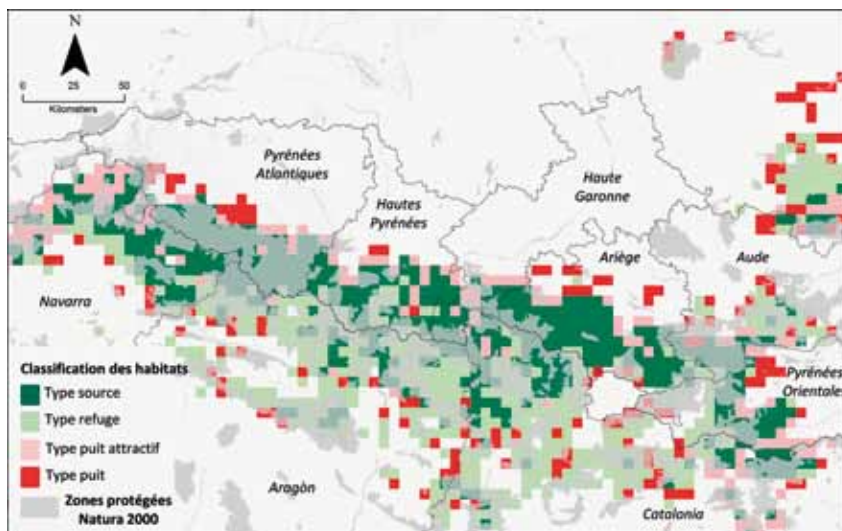 N
0 25 50
Kilometers
Pyrénées
Atlantiques
Hautes
Pyrénées
Haute
Garonne
Ariège
Aude
Navarra
Pyrénées
Orientales
Aragòn
Catalonia
Classification des habitats
Type source
Type refuge
Type puit attractif
Type puit
Zones protégées
Natura 2000